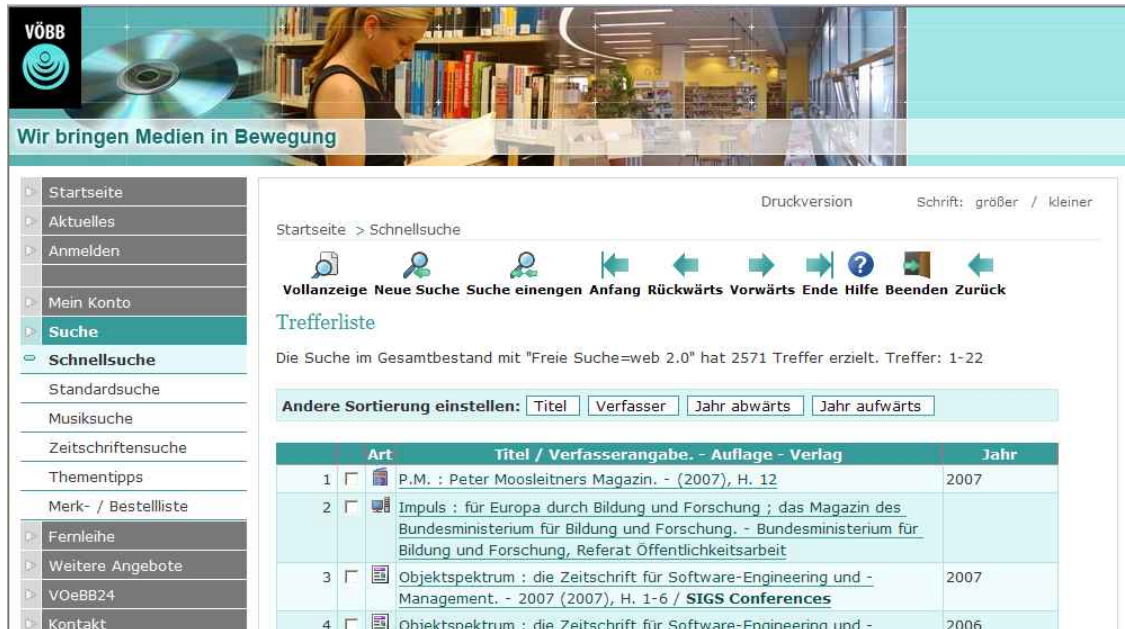 VÖBB
Wir bringen Medien in Bewegung
Startseite
Aktuelles
Anmelden
Mein Konto
Suche
Schnellsuche
Standardsuche
Musiksuche
Zeitschriftensuche
Thementipps
Merk- / Bestellliste
Fernleihe
Weitere Angebote
VOeBB24
Kontakt
Druckversion Schrift: größer / kleiner
Startseite > Schnellsuche
Vollanzeige Neue Suche Suche einengen Anfang Rückwärts Vorwärts Ende Hilfe Beenden Zurück
Trefferliste
Die Suche im Gesamtbestand mit "Freie Suche=web 2.0" hat 2571 Treffer erzielt. Treffer: 1-22
Andere Sortierung einstellen: Titel Verfasser Jahr abwärts Jahr aufwärts
Art Titel / Verfasserangabe. - Auflage - Verlag Jahr
1 P.M. : Peter Moosleitners Magazin. - (2007), H. 12 2007
2 Impuls : für Europa durch Bildung und Forschung ; das Magazin des
Bundesministerium für Bildung und Forschung. - Bundesministerium für
Bildung und Forschung, Referat Öffentlichkeitsarbeit
3 Objektspektrum : die Zeitschrift für Software-Engineering und -
Management. - 2007 (2007), H. 1-6 / SIGS Conferences 2007
4 Objektspektrum : die Zeitschrift für Software-Engineering und - 2006